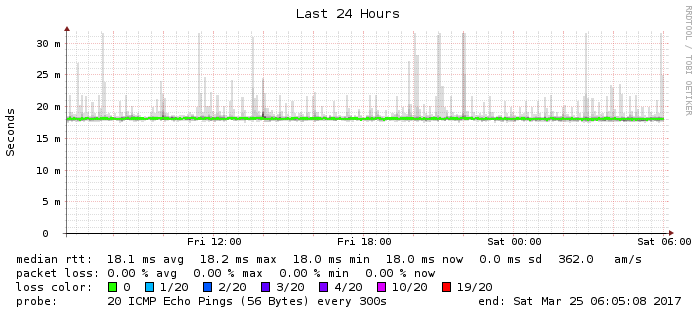 Last 24 Hours
RRDTOOL / TOBI OETIKER
Seconds
30 m
25 m
20 m
15 m
10 m
5 m
0
Fri 12:00 Fri 18:00 Sat 00:00 Sat 06:00
median rtt: 18.1 ms avg 18.2 ms max 18.0 ms min 18.0 ms now 0.0 ms sd 362.0 am/s
packet loss: 0.00 % avg 0.00 % max 0.00 % min 0.00 % now
loss color: 0 1/20 2/20 3/20 4/20 10/20 19/20
probe: 20 ICMP Echo Pings (56 Bytes) every 300s end: Sat Mar 25 06:05:08 2017